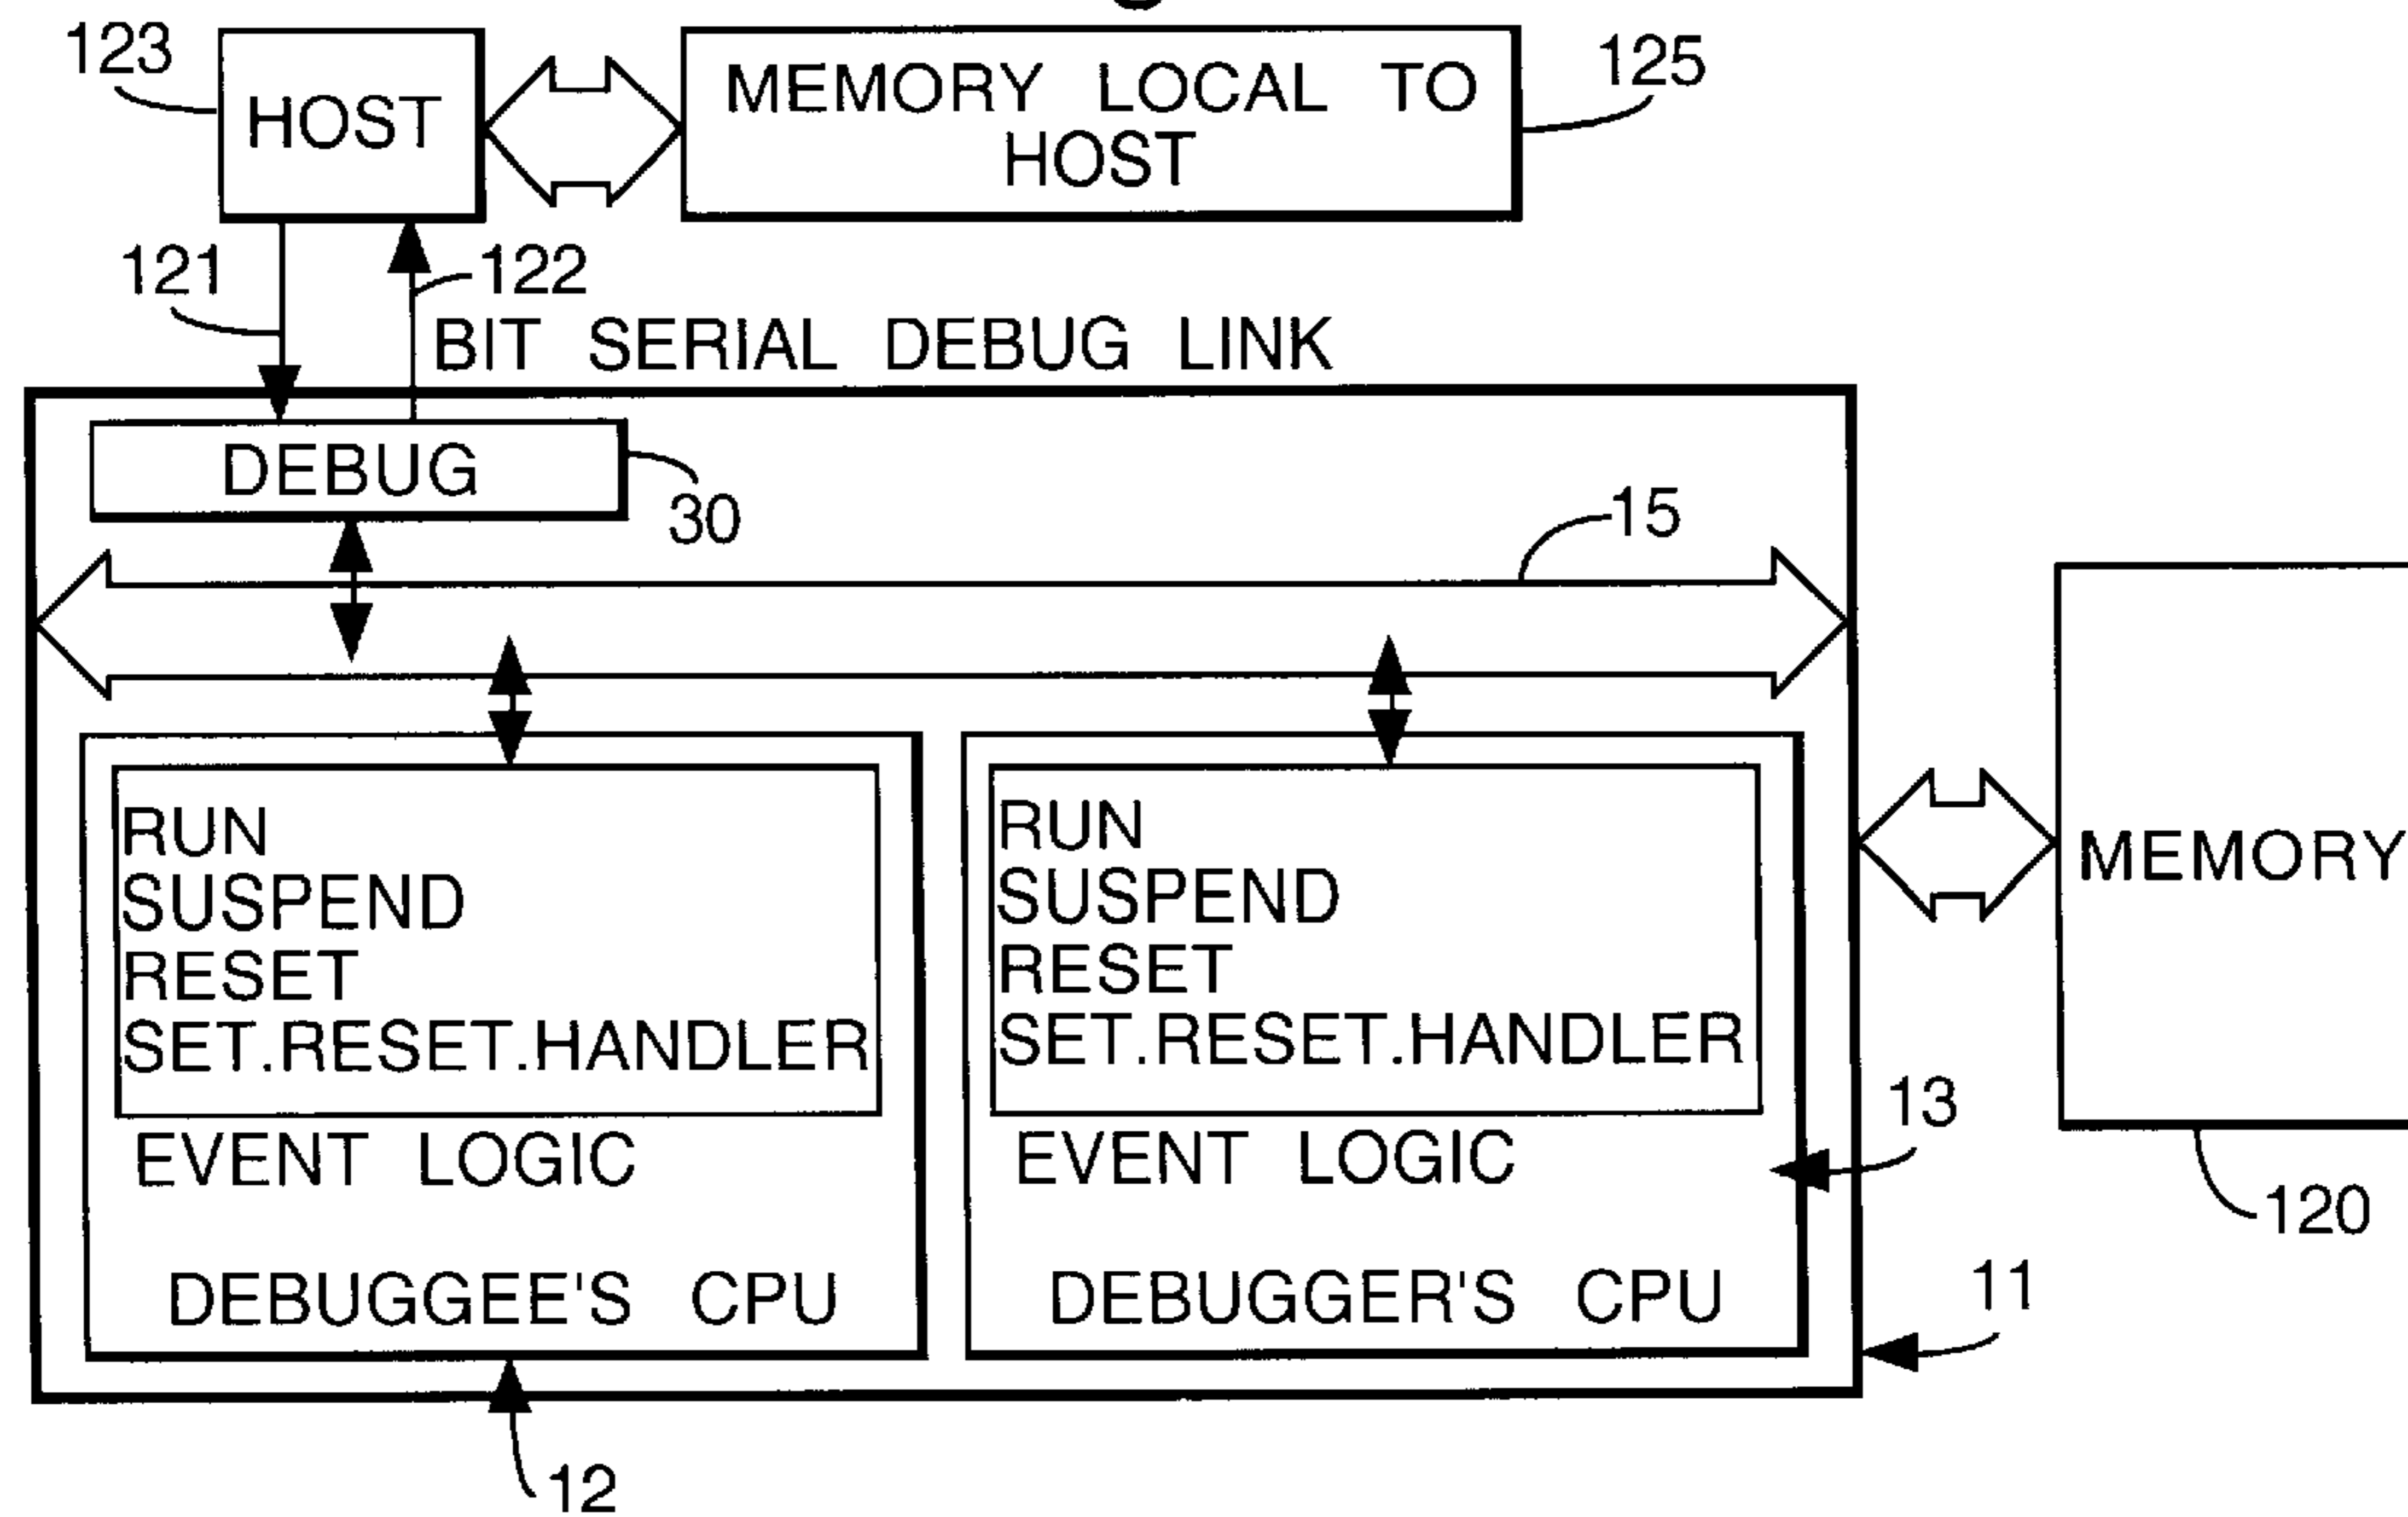 123
HOST
MEMORY LOCAL TO
HOST
125
121
122
BIT SERIAL DEBUG LINK
DEBUG
30
15
RUN
SUSPEND
RESET
SET.RESET.HANDLER
EVENT LOGIC
DEBUGGEE'S CPU
RUN
SUSPEND
RESET
SET.RESET.HANDLER
EVENT LOGIC
DEBUGGER'S CPU
MEMORY
13
120
11
12